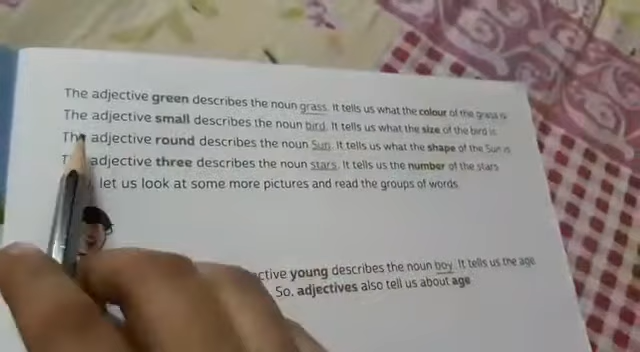 The adjective green describes the noun grass. It tells us what the colour of the grass is
The adjective small describes the noun bird. It tells us what the size of the bird is
The adjective round describes the noun Sun. It tells us what the shape of the Sun is
adjective three describes the noun stars. It tells us the number of the stars
let us look at some more pictures and read the groups of words
young describes the noun boy. It tells us the age
So, adjectives also tell us about age